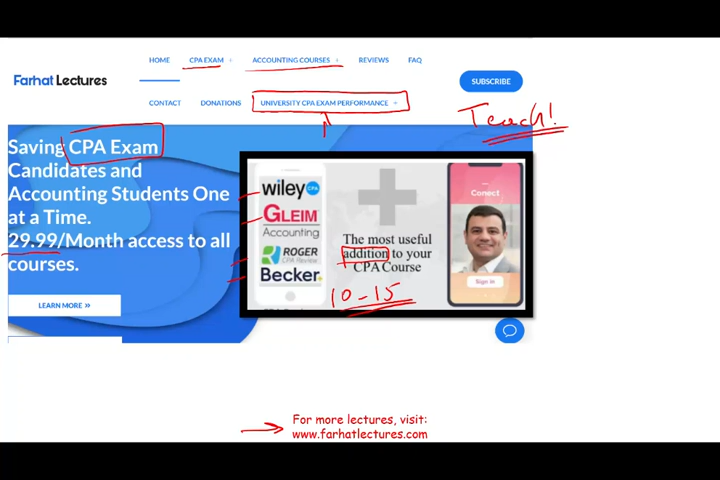 HOME
CPA EXAM
ACCOUNTING COURSES
REVIEWS
FAQ
Farhat Lectures
SUBSCRIBE
CONTACT
DONATIONS
UNIVERSITY CPA EXAM PERFORMANCE
Teach!
Saving CPA Exam
Candidates and
Accounting Students One
at a Time.
29.99/Month access to all
courses.
LEARN MORE »
wiley CPA
GLEIM
Accounting
ROGER
CPA Review
Becker.
The most useful
addition to your
CPA Course
10-15
Conect
Sign in
For more lectures, visit:
www.farhatlectures.com